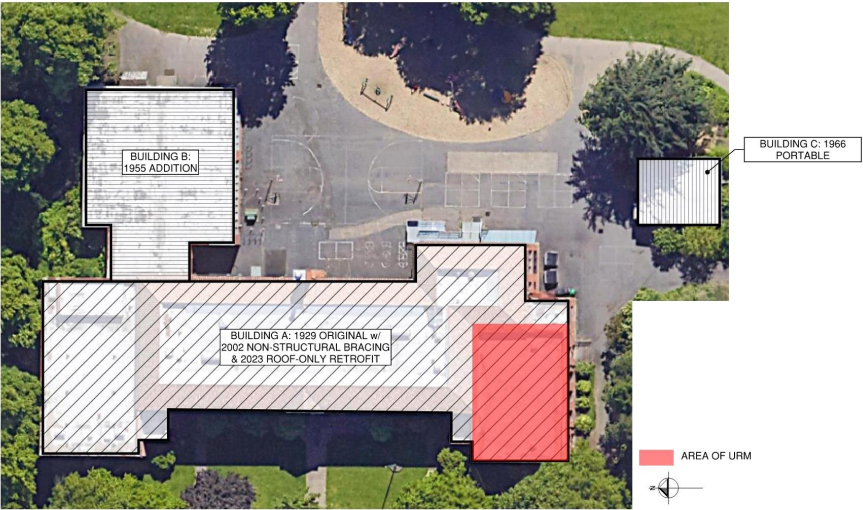 BUILDING B:
1955 ADDITION
BUILDING C: 1966
PORTABLE
BUILDING A: 1929 ORIGINAL w/
2002 NON-STRUCTURAL BRACING
& 2023 ROOF-ONLY RETROFIT
AREA OF URM
N